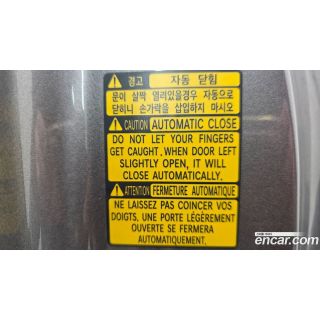 경고 자동 닫힘
문이 살짝 열려있을경우 자동으로
닫히니 손가락을 삽입하지 마시오
CAUTION AUTOMATIC CLOSE
DO NOT LET YOUR FINGERS
GET CAUGHT, WHEN DOOR LEFT
SLIGHTLY OPEN, IT WILL
CLOSE AUTOMATICALLY.
ATTENTION FERMETURE AUTOMATIQUE
NE LAISSEZ PAS COINCER VOS
DOIGTS, UNE PORTE LÉGÈREMENT
OUVERTE SE FERMERA
AUTOMATIQUEMENT.
encar.com